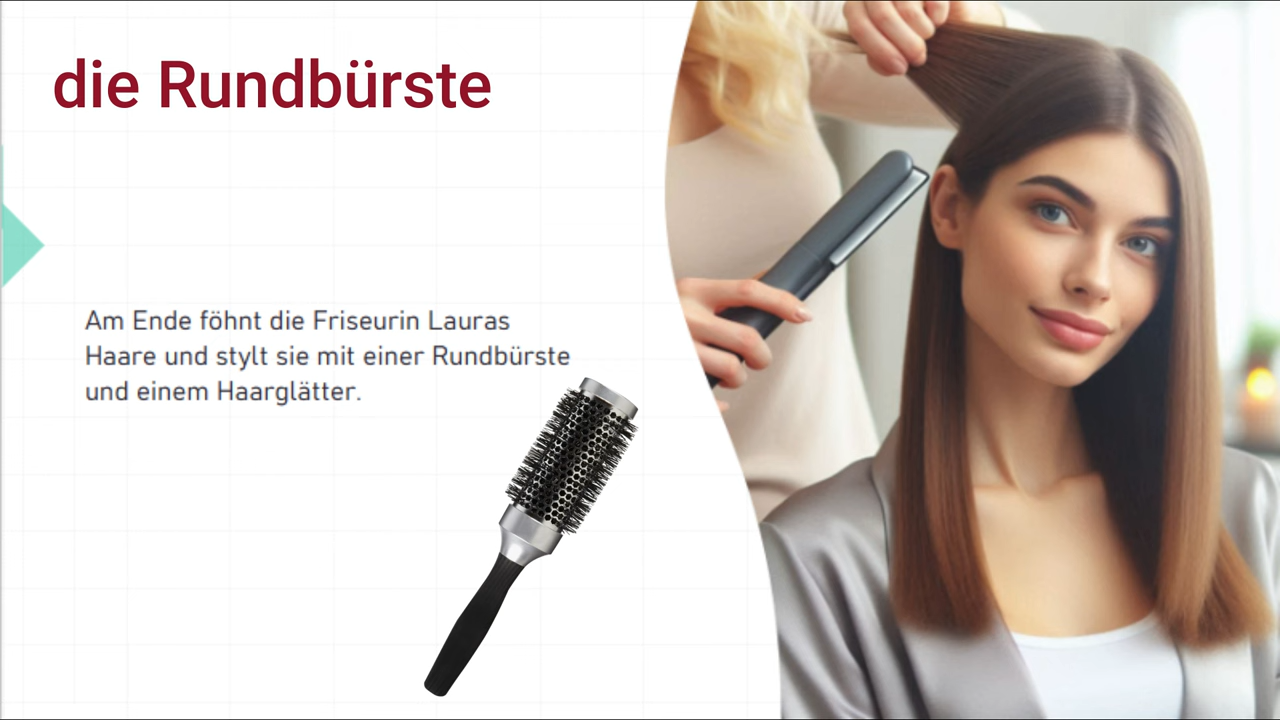 die Rundbürste
Am Ende föhnt die Friseurin Lauras
Haare und stylt sie mit einer Rundbürste
und einem Haarglätter.